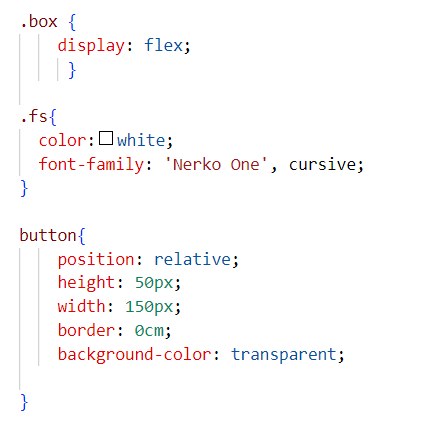 .box {
display: flex;
}
.fs{
color: white;
font-family: 'Nerko One', cursive;
}
button{
position: relative;
height: 50px;
width: 150px;
border: 0cm;
background-color: transparent;
}